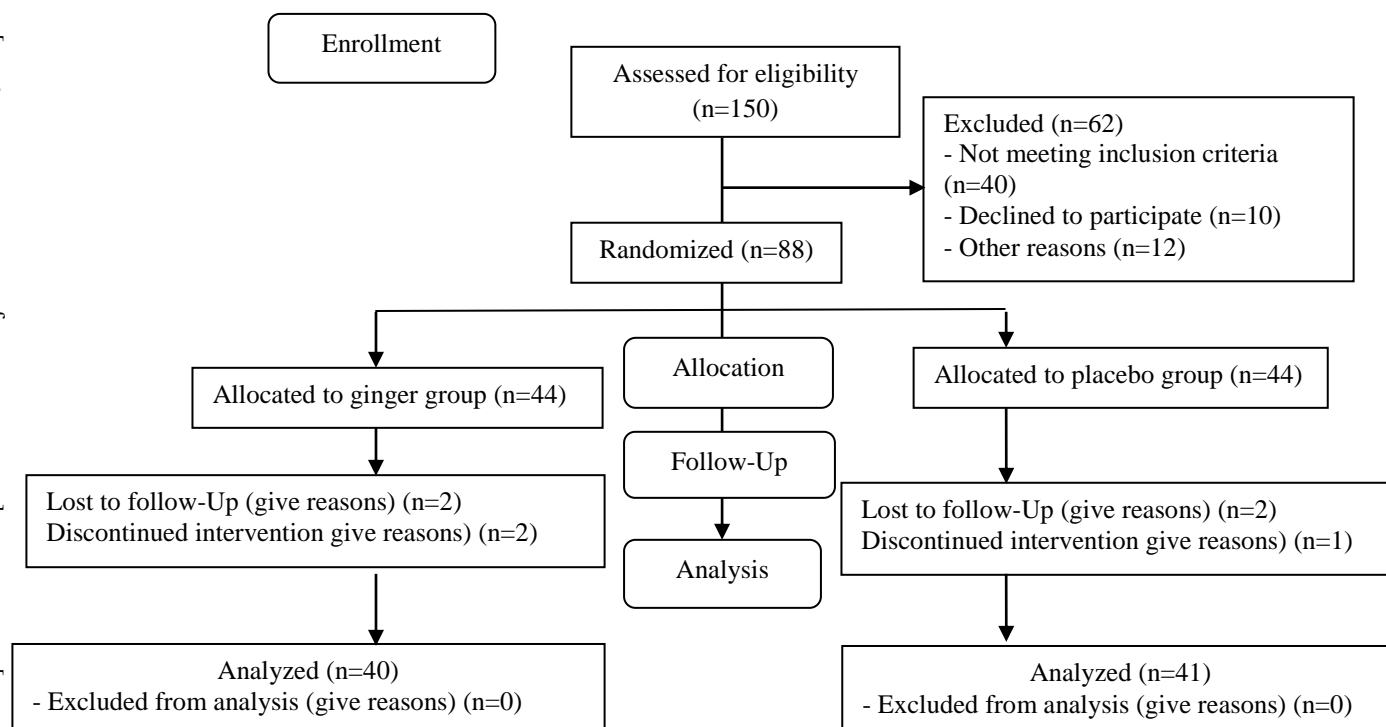 Enrollment
Assessed for eligibility
(n=150)
Excluded (n=62)
- Not meeting inclusion criteria
(n=40)
- Declined to participate (n=10)
- Other reasons (n=12)
Randomized (n=88)
Allocation
Allocated to ginger group (n=44)
Allocated to placebo group (n=44)
Follow-Up
Lost to follow-Up (give reasons) (n=2)
Discontinued intervention give reasons) (n=2)
Lost to follow-Up (give reasons) (n=2)
Discontinued intervention give reasons) (n=1)
Analysis
Analyzed (n=40)
- Excluded from analysis (give reasons) (n=0)
Analyzed (n=41)
- Excluded from analysis (give reasons) (n=0)